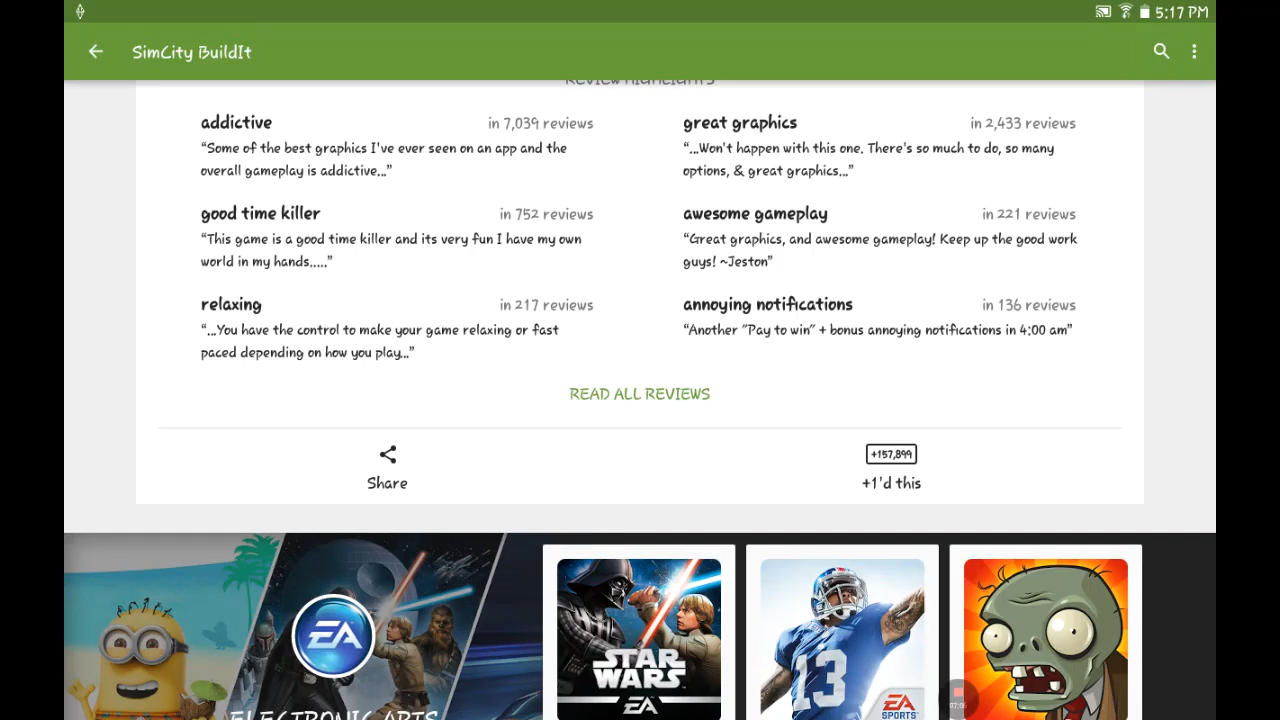 5:17 PM
SimCity BuildIt
REVIEW HIGHLIGHTS
addictive
in 7,039 reviews
“Some of the best graphics I've ever seen on an app and the
overall gameplay is addictive...”
great graphics
in 2,433 reviews
“...Won't happen with this one. There's so much to do, so many
options, & great graphics...”
good time killer
in 752 reviews
“This game is a good time killer and its very fun I have my own
world in my hands.....”
awesome gameplay
in 221 reviews
“Great graphics, and awesome gameplay! Keep up the good work
guys! ~Jeston”
relaxing
in 217 reviews
“...You have the control to make your game relaxing or fast
paced depending on how you play...”
annoying notifications
in 136 reviews
“Another "Pay to win" + bonus annoying notifications in 4:00 am”
READ ALL REVIEWS
Share
+157,899
+1'd this
EA
ELECTRONIC ARTS
STAR
WARS
EA
13
EA
SPORTS